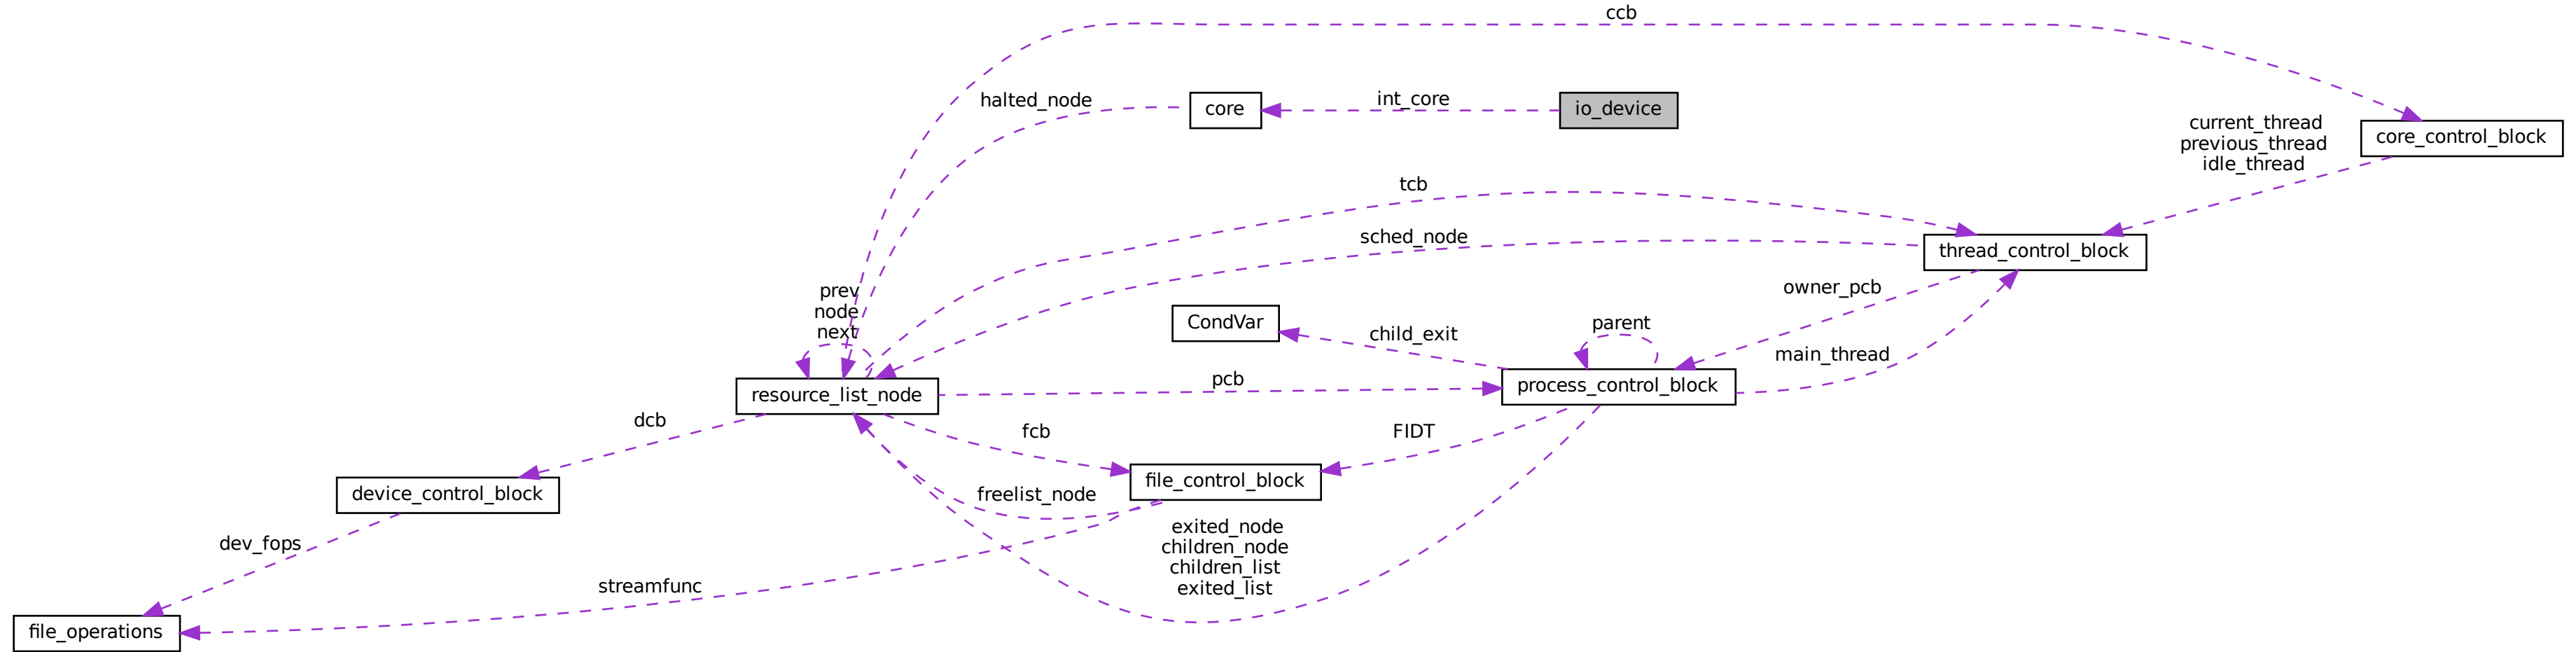 ccb
halted_node
core
int_core
io_device
current_thread
previous_thread
idle_thread
core_control_block
tcb
sched_node
thread_control_block
prev
node
next
CondVar
child_exit
parent
owner_pcb
main_thread
resource_list_node
pcb
process_control_block
dcb
fcb
FIDT
device_control_block
freelist_node
file_control_block
dev_fops
exited_node
children_node
children_list
exited_list
streamfunc
file_operations